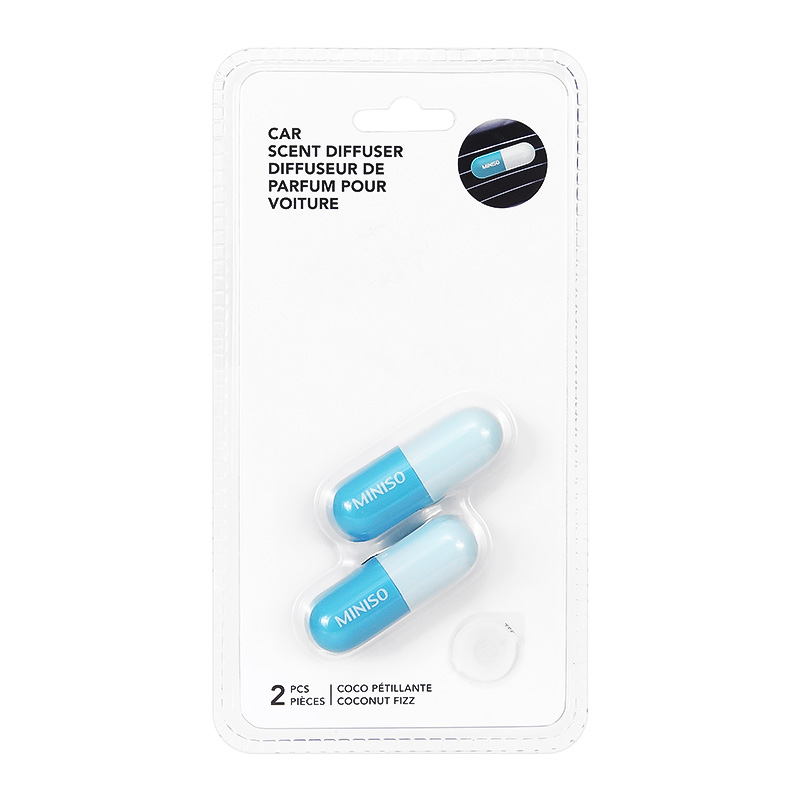 CAR
SCENT DIFFUSER
DIFFUSEUR DE
PARFUM POUR
VOITURE
MINISO
MINISO
MINISO
2 PCS
PIÈCES
COCO PÉTILLANTE
COCONUT FIZZ